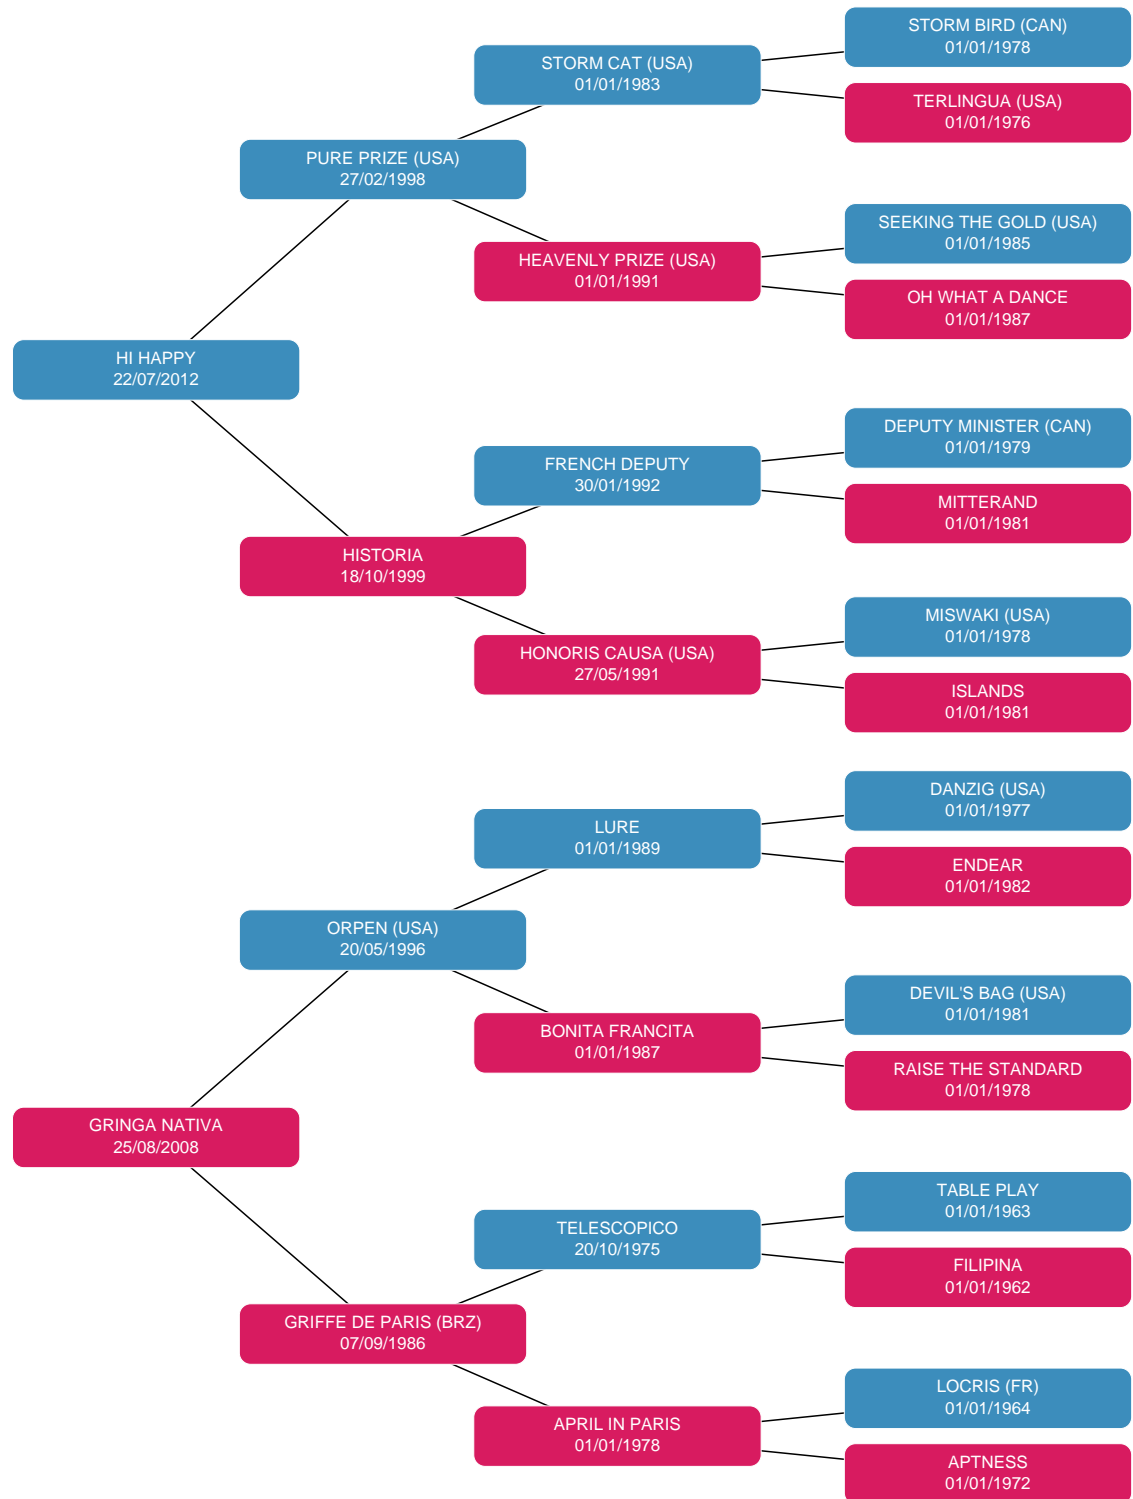 STORM BIRD (CAN)
01/01/1978
STORM CAT (USA)
01/01/1983
TERLINGUA (USA)
01/01/1976
PURE PRIZE (USA)
27/02/1998
SEEKING THE GOLD (USA)
01/01/1985
HEAVENLY PRIZE (USA)
01/01/1991
OH WHAT A DANCE
01/01/1987
HI HAPPY
22/07/2012
DEPUTY MINISTER (CAN)
01/01/1979
FRENCH DEPUTY
30/01/1992
MITTERAND
01/01/1981
HISTORIA
18/10/1999
MISWAKI (USA)
01/01/1978
HONORIS CAUSA (USA)
27/05/1991
ISLANDS
01/01/1981
DANZIG (USA)
01/01/1977
LURE
01/01/1989
ENDEAR
01/01/1982
ORPEN (USA)
20/05/1996
DEVIL'S BAG (USA)
01/01/1981
BONITA FRANCITA
01/01/1987
RAISE THE STANDARD
01/01/1978
GRINGA NATIVA
25/08/2008
TABLE PLAY
01/01/1963
TELESCOPICO
20/10/1975
FILIPINA
01/01/1962
GRIFFE DE PARIS (BRZ)
07/09/1986
LOCRIS (FR)
01/01/1964
APRIL IN PARIS
01/01/1978
APTNESS
01/01/1972